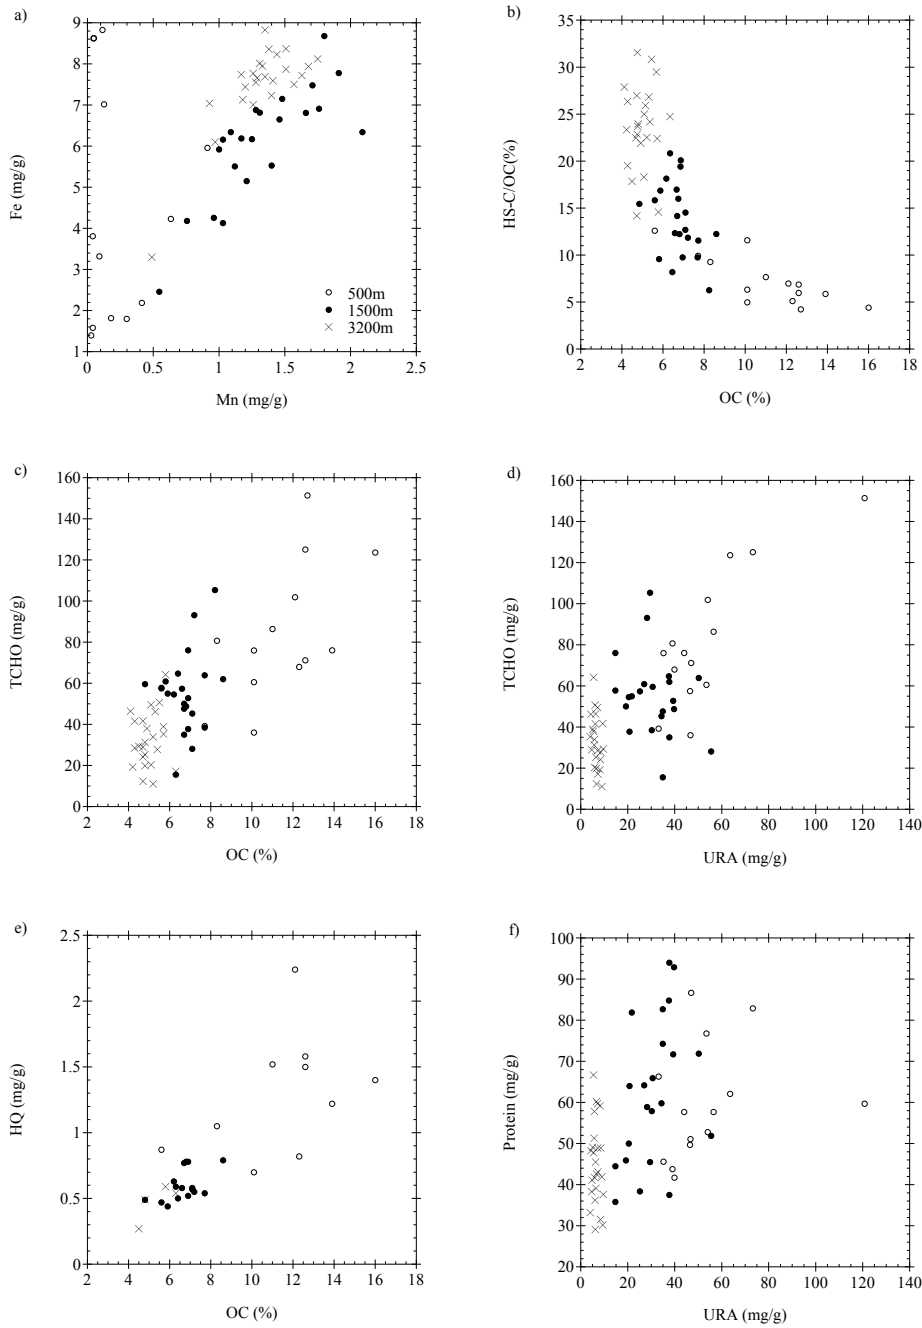 a)
9
8
7
6
5
4
3
2
1
Fe (mg/g)
0 0.5 1 1.5 2 2.5
Mn (mg/g)
500m
1500m
3200m
b)
35
30
25
20
15
10
5
0
HS-C/OC(%)
0 2 4 6 8 10 12 14 16 18
OC (%)
c)
160
140
120
100
80
60
40
20
0
TCHO (mg/g)
2 4 6 8 10 12 14 16 18
OC (%)
d)
160
140
120
100
80
60
40
20
0
TCHO (mg/g)
0 20 40 60 80 100 120 140
URA (mg/g)
e)
2.5
2
1.5
1
0.5
0
HQ (mg/g)
2 4 6 8 10 12 14 16 18
OC (%)
f)
100
90
80
70
60
50
40
30
20
Protein (mg/g)
0 20 40 60 80 100 120 140
URA (mg/g)